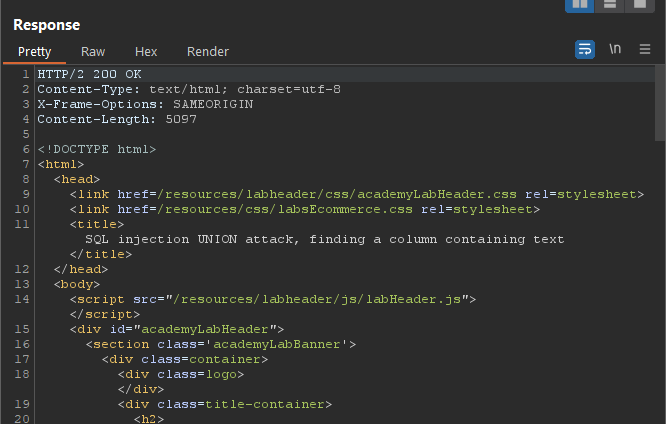 Response
Pretty Raw Hex Render \n
1 HTTP/2 200 OK
2 Content-Type: text/html; charset=utf-8
3 X-Frame-Options: SAMEORIGIN
4 Content-Length: 5097
5
6 <!DOCTYPE html>
7 <html>
8 <head>
9 <link href=/resources/labheader/css/academyLabHeader.css rel=stylesheet>
10 <link href=/resources/css/labsEcommerce.css rel=stylesheet>
11 <title>
SQL injection UNION attack, finding a column containing text
</title>
12 </head>
13 <body>
14 <script src="/resources/labheader/js/labHeader.js">
</script>
15 <div id="academyLabHeader">
16 <section class='academyLabBanner'>
17 <div class=container>
18 <div class=logo>
</div>
19 <div class=title-container>
20 <h2>